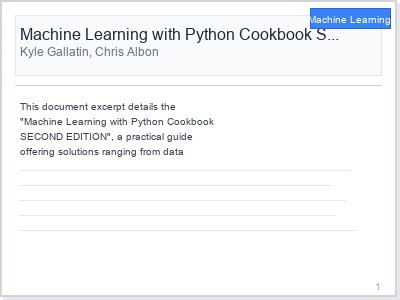 Machine Learning
Machine Learning with Python Cookbook S...
Kyle Gallatin, Chris Albon
This document excerpt details the
"Machine Learning with Python Cookbook
SECOND EDITION", a practical guide
offering solutions ranging from data
1